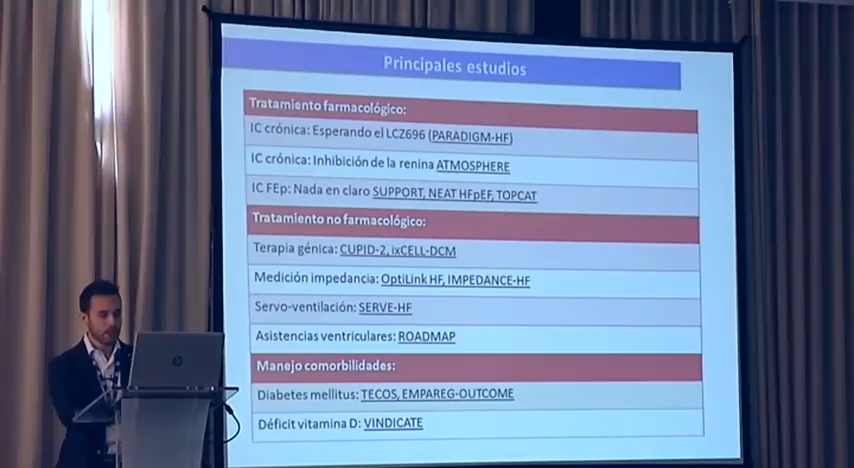 Principales estudios
Tratamiento farmacológico:
IC crónica: Esperando el LCZ696 (PARADIGM-HF)
IC crónica: Inhibición de la renina ATMOSPHERE
IC FEp: Nada en claro SUPPORT, NEAT HFpEF, TOPCAT
Tratamiento no farmacológico:
Terapia génica: CUPID-2, ixCELL-DCM
Medición impedancia: OptiLink HF, IMPEDANCE-HF
Servo-ventilación: SERVE-HF
Asistencias ventriculares: ROADMAP
Manejo comorbilidades:
Diabetes mellitus: TECOS, EMPAREG-OUTCOME
Déficit vitamina D: VINDICATE
hp